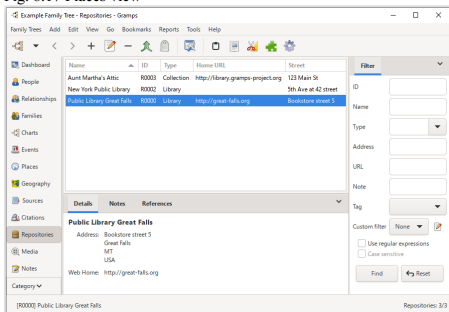 Example Family Tree - Repositories - Gramps
Family Trees Add Edit View Go Bookmarks Reports Tools Help
Dashboard
People
Relationships
Families
Charts
Events
Places
Geography
Sources
Citations
Repositories
Media
Notes
Category
Name ID Type Home URL Street
Aunt Martha's Attic R0003 Collection http://library.gramps-project.org 123 Main St
New York Public Library R0002 Library 5th Ave at 42 street
Public Library Great Falls R0000 Library http://great-falls.org Bookstore street 5
Details Notes References
Public Library Great Falls
Address: Bookstore street 5
Great Falls
MT
USA
Web Home: http://great-falls.org
Filter
ID
Name
Type
Address
URL
Note
Tag
Custom filter None
Use regular expressions
Case sensitive
Find Reset
[R0000] Public Library Great Falls Repositories: 3/3